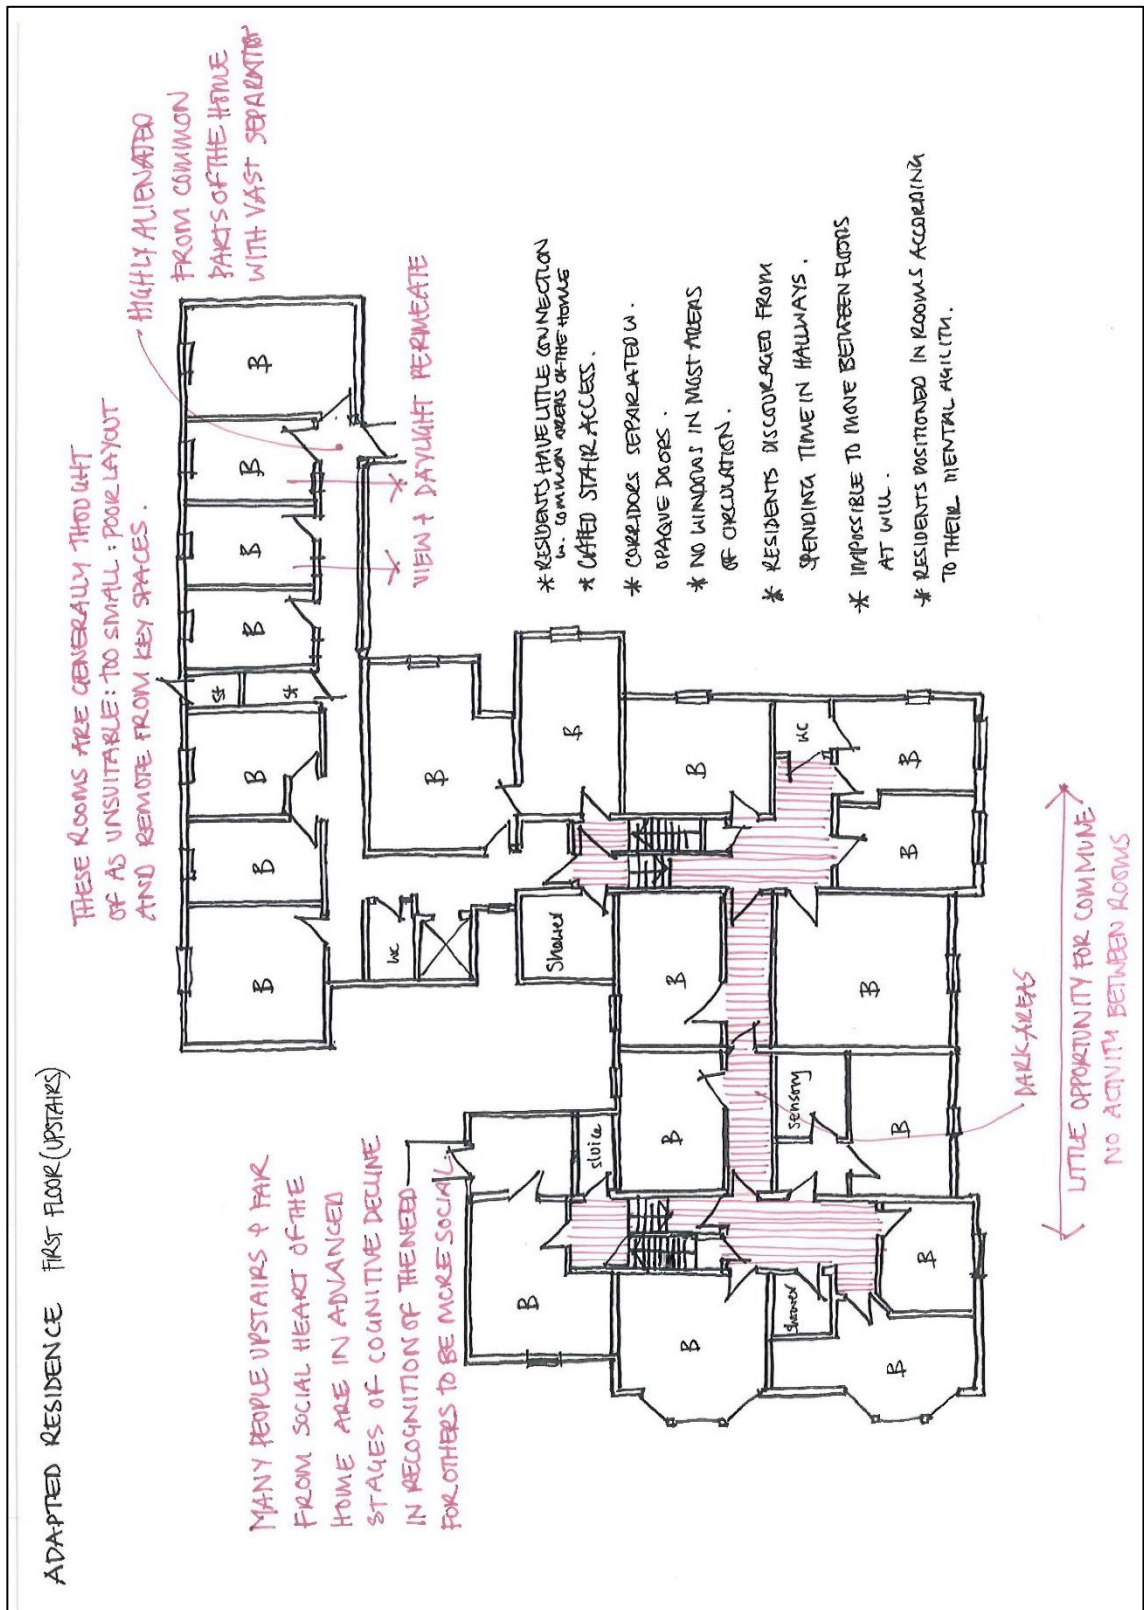 ADAPTED RESIDENCE FIRST FLOOR (UPSTAIRS)
THESE ROOMS ARE GENERALLY THOUGHT
OF AS UNSUITABLE: TOO SMALL: POOR LAYOUT
AND REMOTE FROM KEY SPACES.
HIGHLY ALIENATED
FROM COMMON
PARTS OF THE HOME
WITH VAST SEPARATION
MANY PEOPLE UPSTAIRS & FAR
FROM SOCIAL HEART OF THE
HOME ARE IN ADVANCED
STAGES OF COGNITIVE DECLINE
IN RECOGNITION OF THE NEED
FOR OTHERS TO BE MORE SOCIAL.
B
B
B
St
St
B
B
B
B
VIEW + DAYLIGHT PERMEATE
WC
B
B
Shower
B
sluice
B
B
B
WC
B
Shower
B
B
Sensory
B
B
B
B
B
DARK AREAS
LITTLE OPPORTUNITY FOR COMMUNE
NO ACTIVITY BETWEEN ROOMS
* RESIDENTS HAVE LITTLE CONNECTION
W. COMMON AREAS OF THE HOME
* GATED STAIR ACCESS.
* CORRIDORS SEPARATED W.
OPAQUE DOORS.
* NO WINDOWS IN MOST AREAS
OF CIRCULATION.
* RESIDENTS DISCOURAGED FROM
SPENDING TIME IN HALLWAYS.
* IMPOSSIBLE TO MOVE BETWEEN FLOORS
AT WILL.
* RESIDENTS POSITIONED IN ROOMS ACCORDING
TO THEIR MENTAL AGILITY.